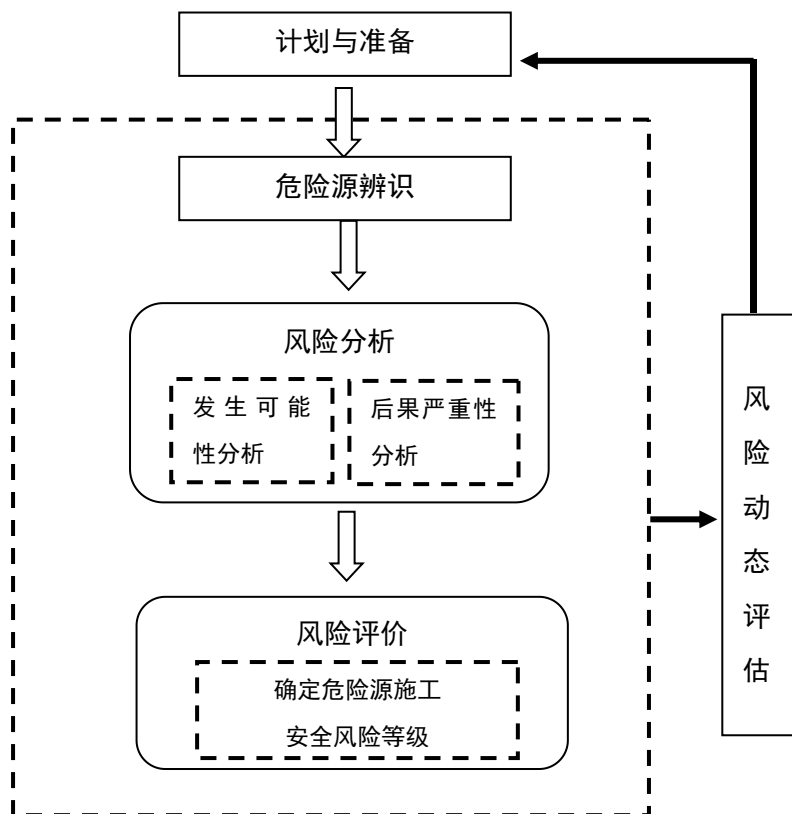 计划与准备
危险源辨识
风险分析
发生可能
性分析
后果严重性
分析
风险评价
确定危险源施工
安全风险等级
风
险
动
态
评
估